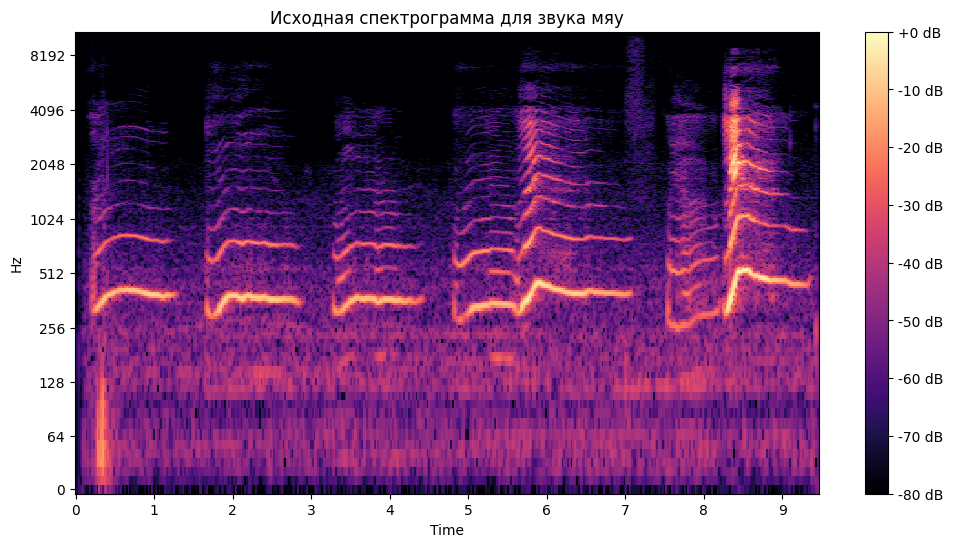 Исходная спектрограмма для звука мяу
8192
4096
2048
1024
512
256
128
64
0
Hz
0 1 2 3 4 5 6 7 8 9
Time
+0 dB
-10 dB
-20 dB
-30 dB
-40 dB
-50 dB
-60 dB
-70 dB
-80 dB